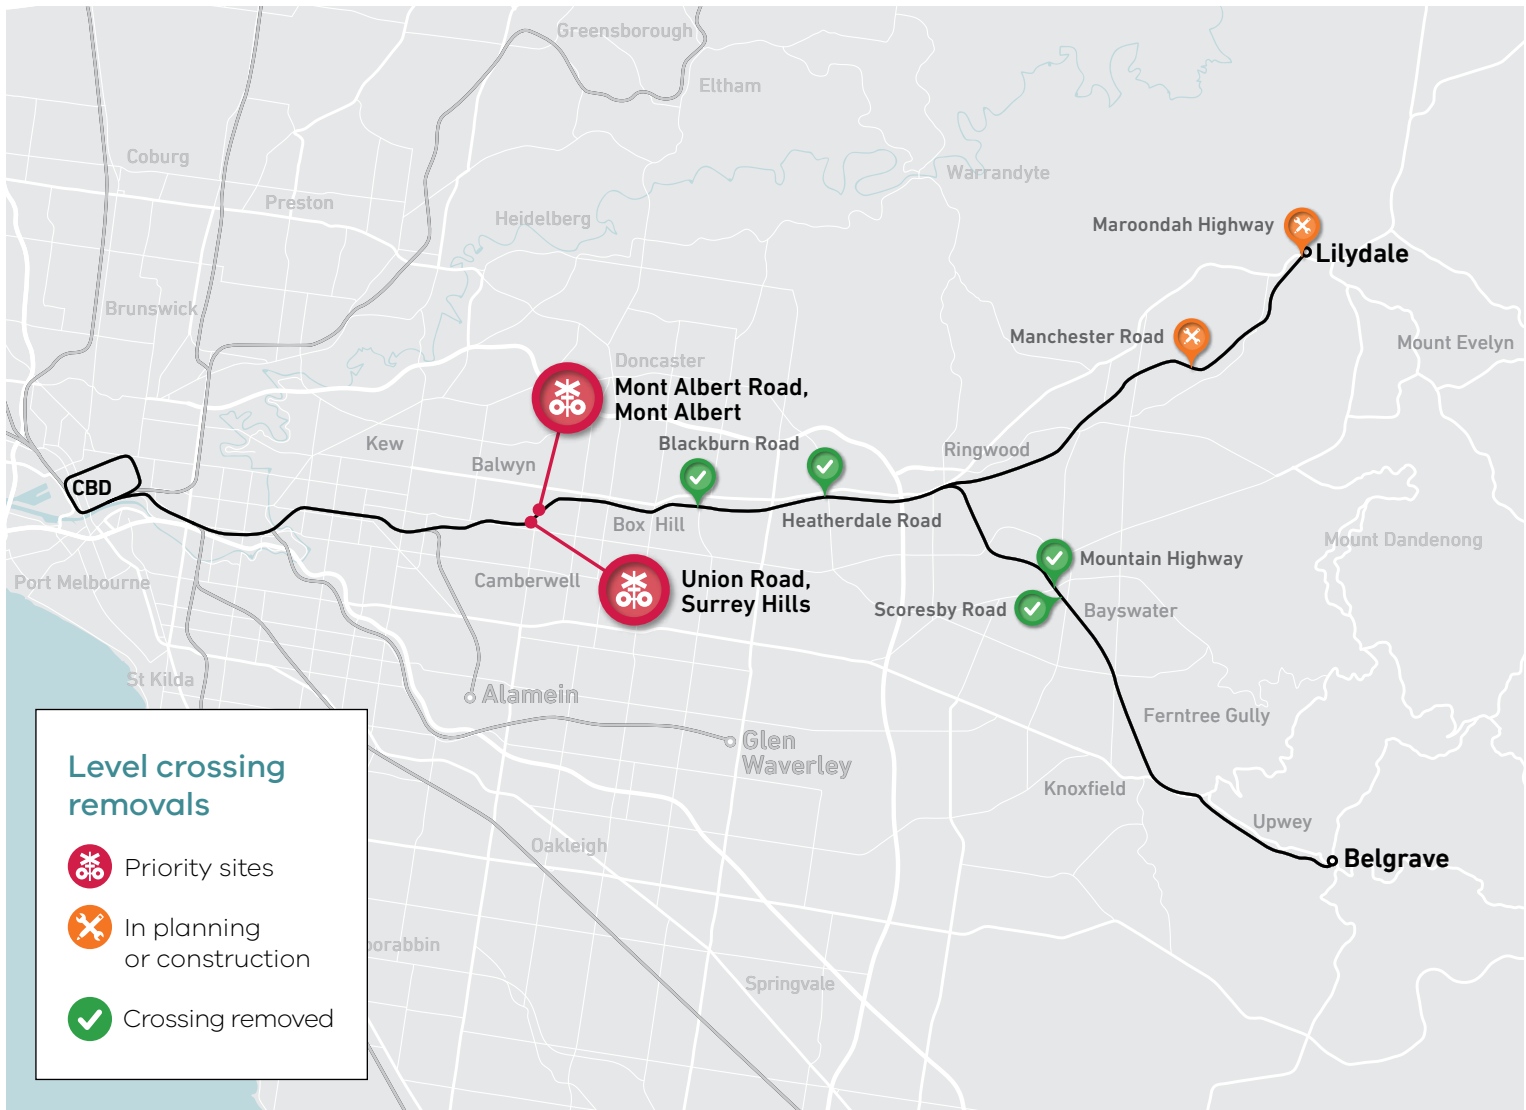 Greensborough
Eltham
Coburg
Warrandyte
Preston
Heidelberg
Maroondah Highway
Lilydale
Brunswick
Manchester Road
Mount Evelyn
Doncaster
Mont Albert Road,
Mont Albert
Kew
Blackburn Road
Ringwood
Balwyn
CBD
Box Hill
Heatherdale Road
Mount Dandenong
Mountain Highway
Port Melbourne
Camberwell
Union Road,
Surrey Hills
Scoresby Road
Bayswater
St Kilda
Alamein
Ferntree Gully
Glen
Waverley
Knoxfield
Upwey
Oakleigh
Belgrave
orabbin
Springvale
Level crossing
removals
Priority sites
In planning
or construction
Crossing removed